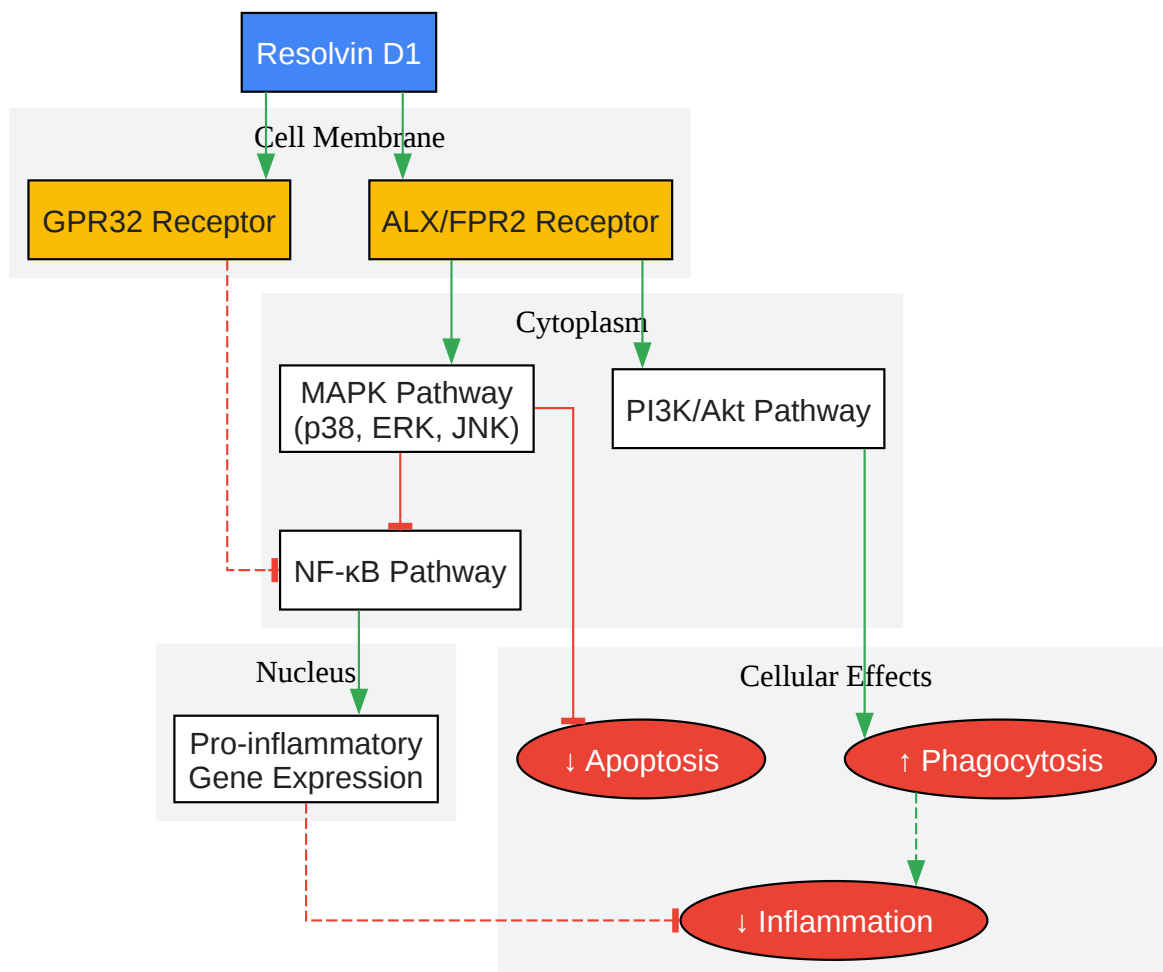 Resolvin D1
Cell Membrane
GPR32 Receptor
ALX/FPR2 Receptor
Cytoplasm
MAPK Pathway
(p38, ERK, JNK)
PI3K/Akt Pathway
NF-κB Pathway
Nucleus
Cellular Effects
Pro-inflammatory
Gene Expression
↓ Apoptosis
↑ Phagocytosis
↓ Inflammation